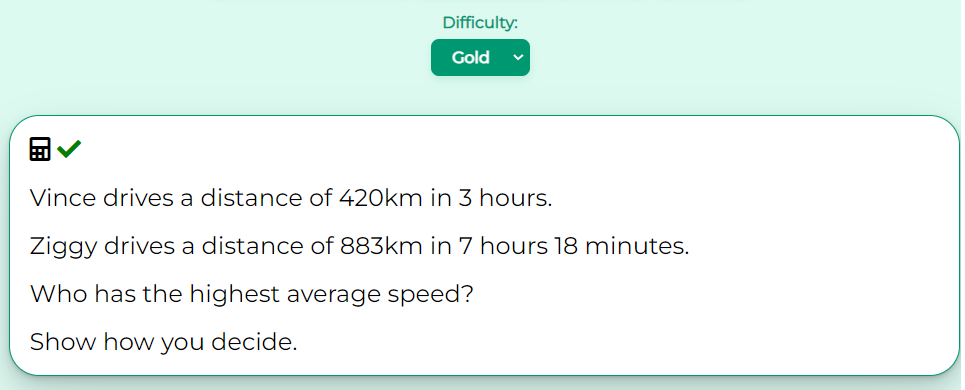 Difficulty:
Gold
Vince drives a distance of 420km in 3 hours.
Ziggy drives a distance of 883km in 7 hours 18 minutes.
Who has the highest average speed?
Show how you decide.